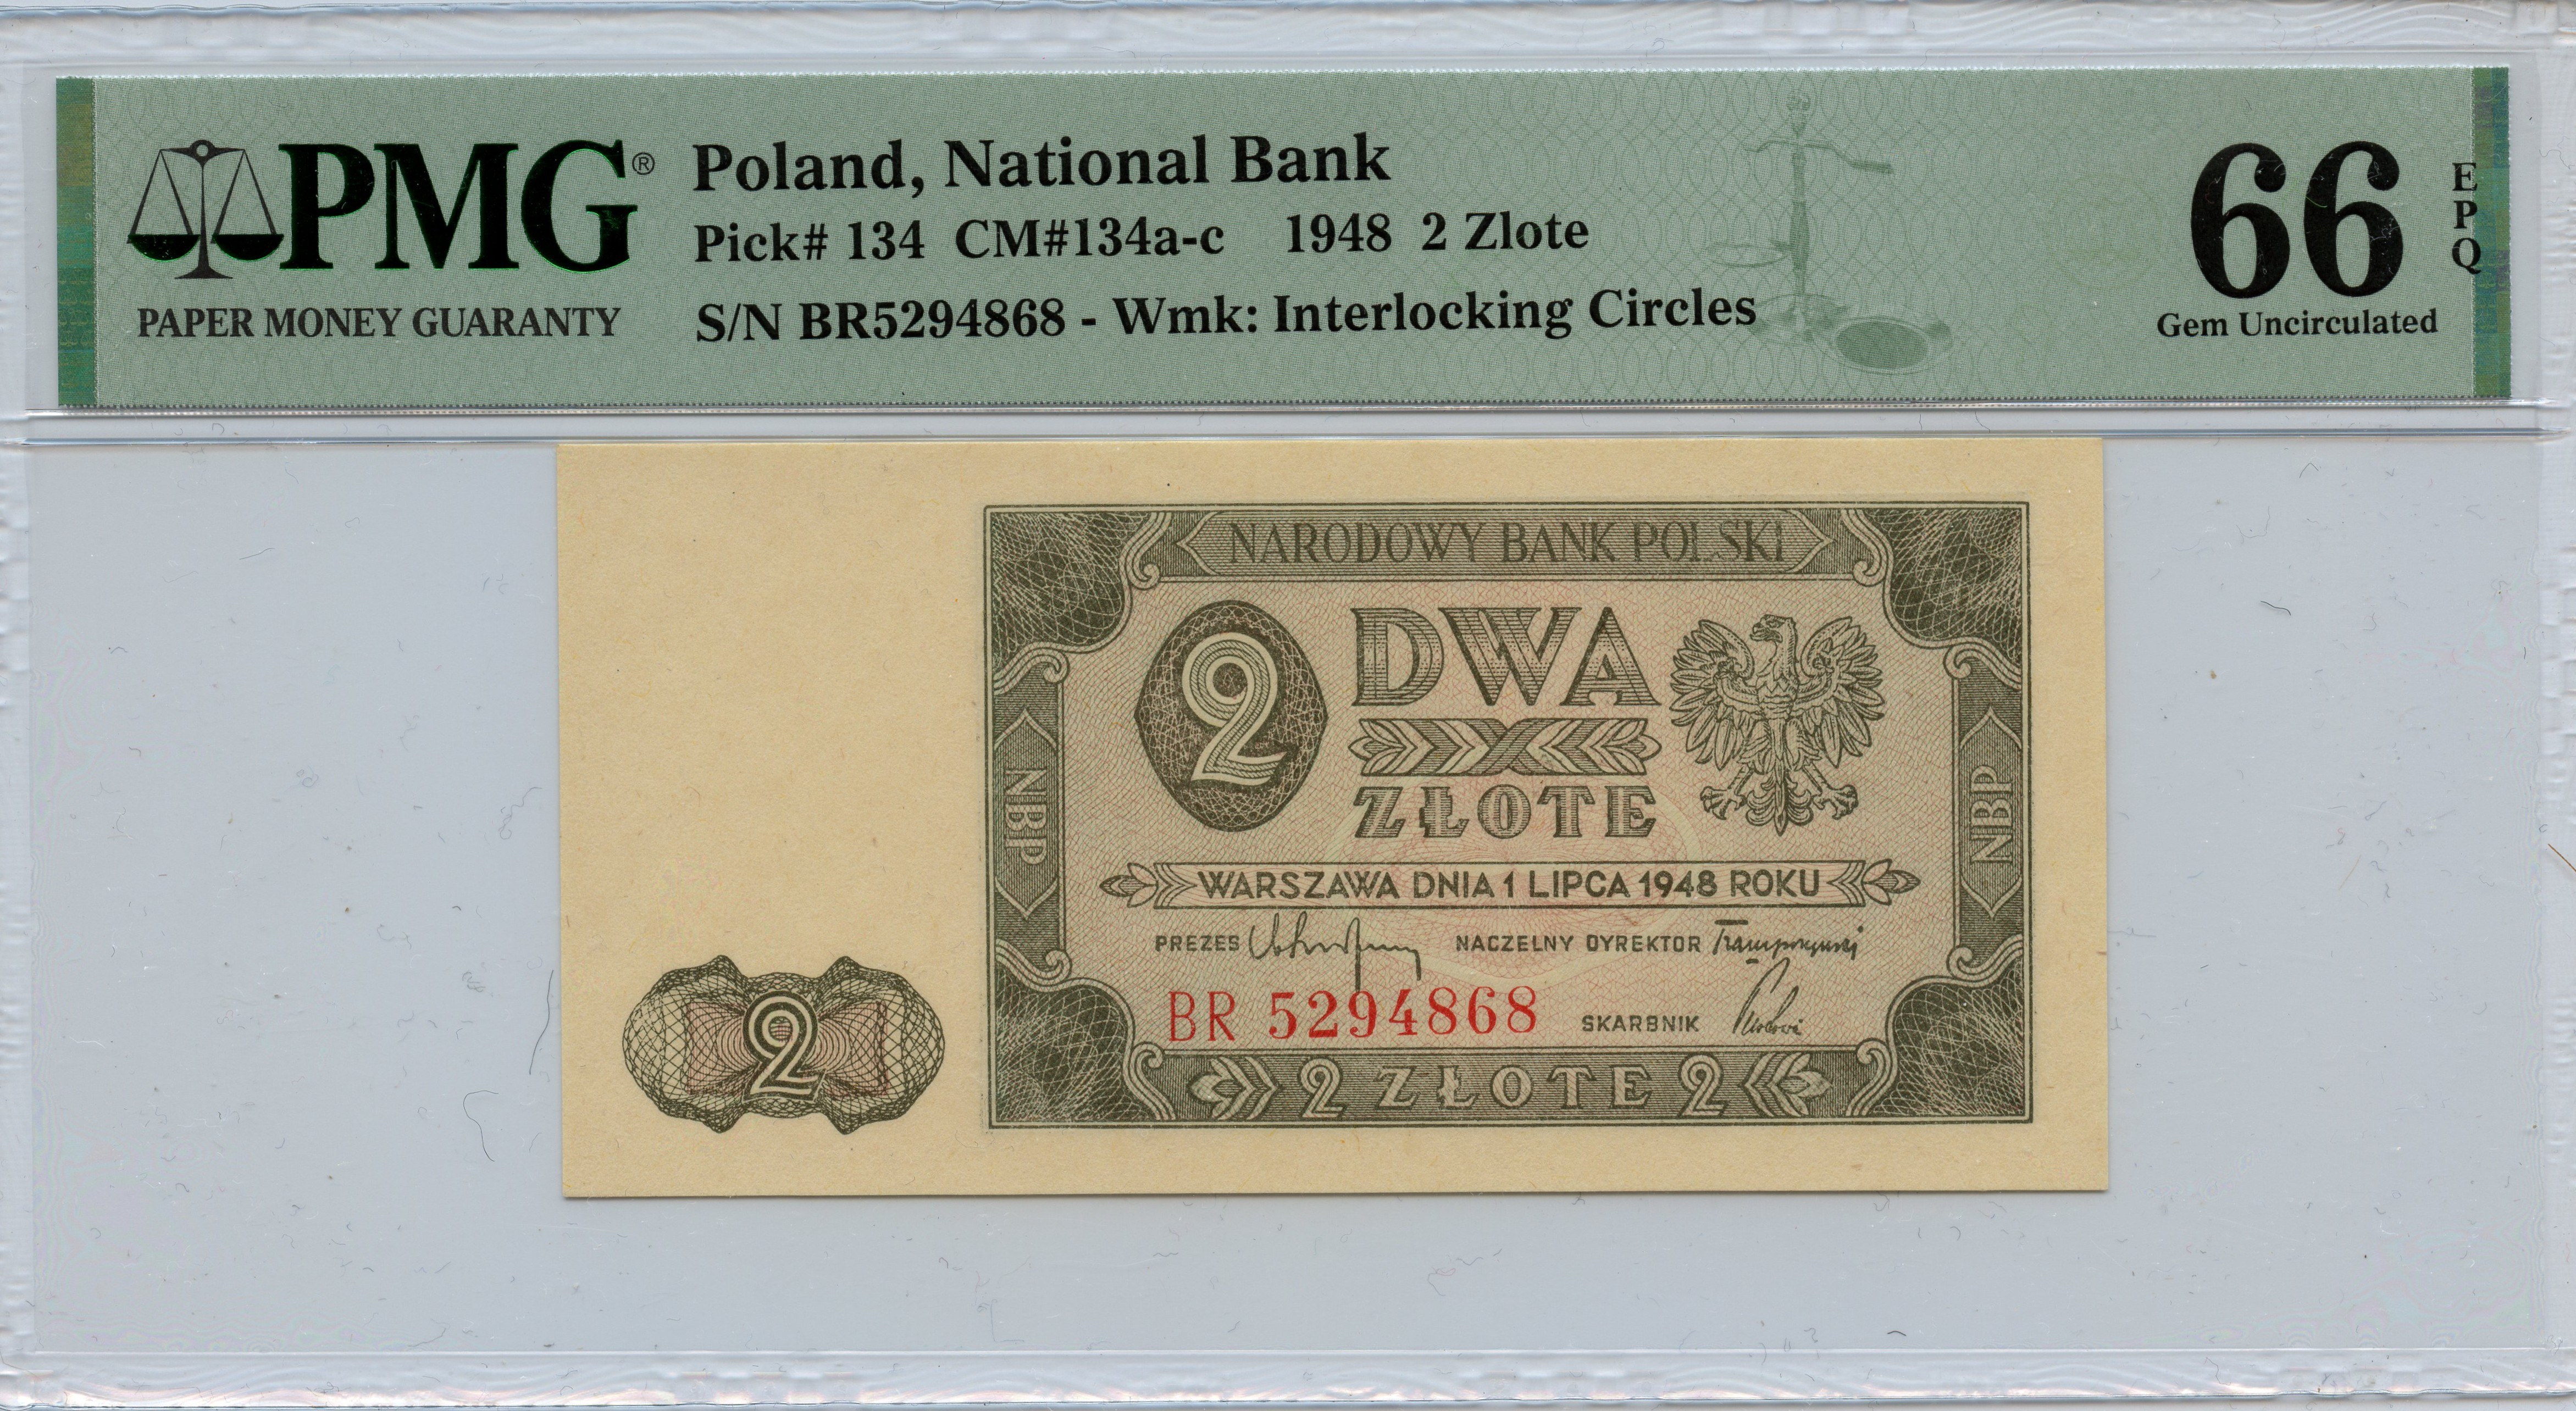 PMG®
PAPER MONEY GUARANTY
Poland, National Bank
Pick# 134 CM#134a-c 1948 2 Zlote
S/N BR5294868 - Wmk: Interlocking Circles
66
EPQ
Gem Uncirculated
NARODOWY BANK POLSKI
2
DWA
ZŁOTE
NBP
NBP
WARSZAWA DNIA 1 LIPCA 1948 ROKU
PREZES NACZELNY DYREKTOR
BR 5294868 SKARBNIK
2
2 ZŁOTE 2